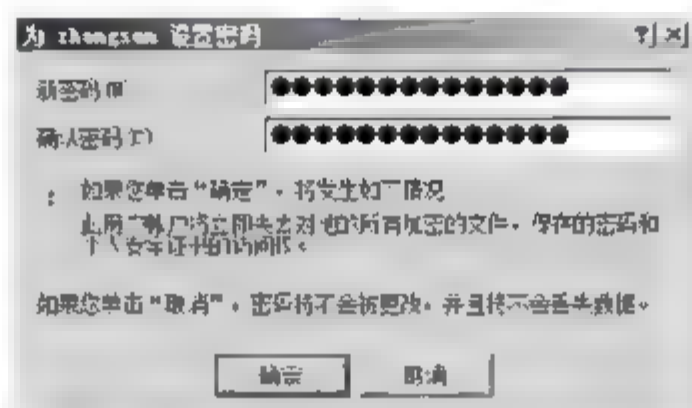 为 zhangsan 设置密码
新密码(N)
●●●●●●●●●●●●●●
确认密码(C)
●●●●●●●●●●●●●●
如果您单击“确定”，将发生如下情况
此用户帐户将立即失去对他的所有加密的文件，保存的密码和
个人安全证书的访问权。
如果您单击“取消”，密码将不会被更改，并且将不会丢失数据。
确定
取消